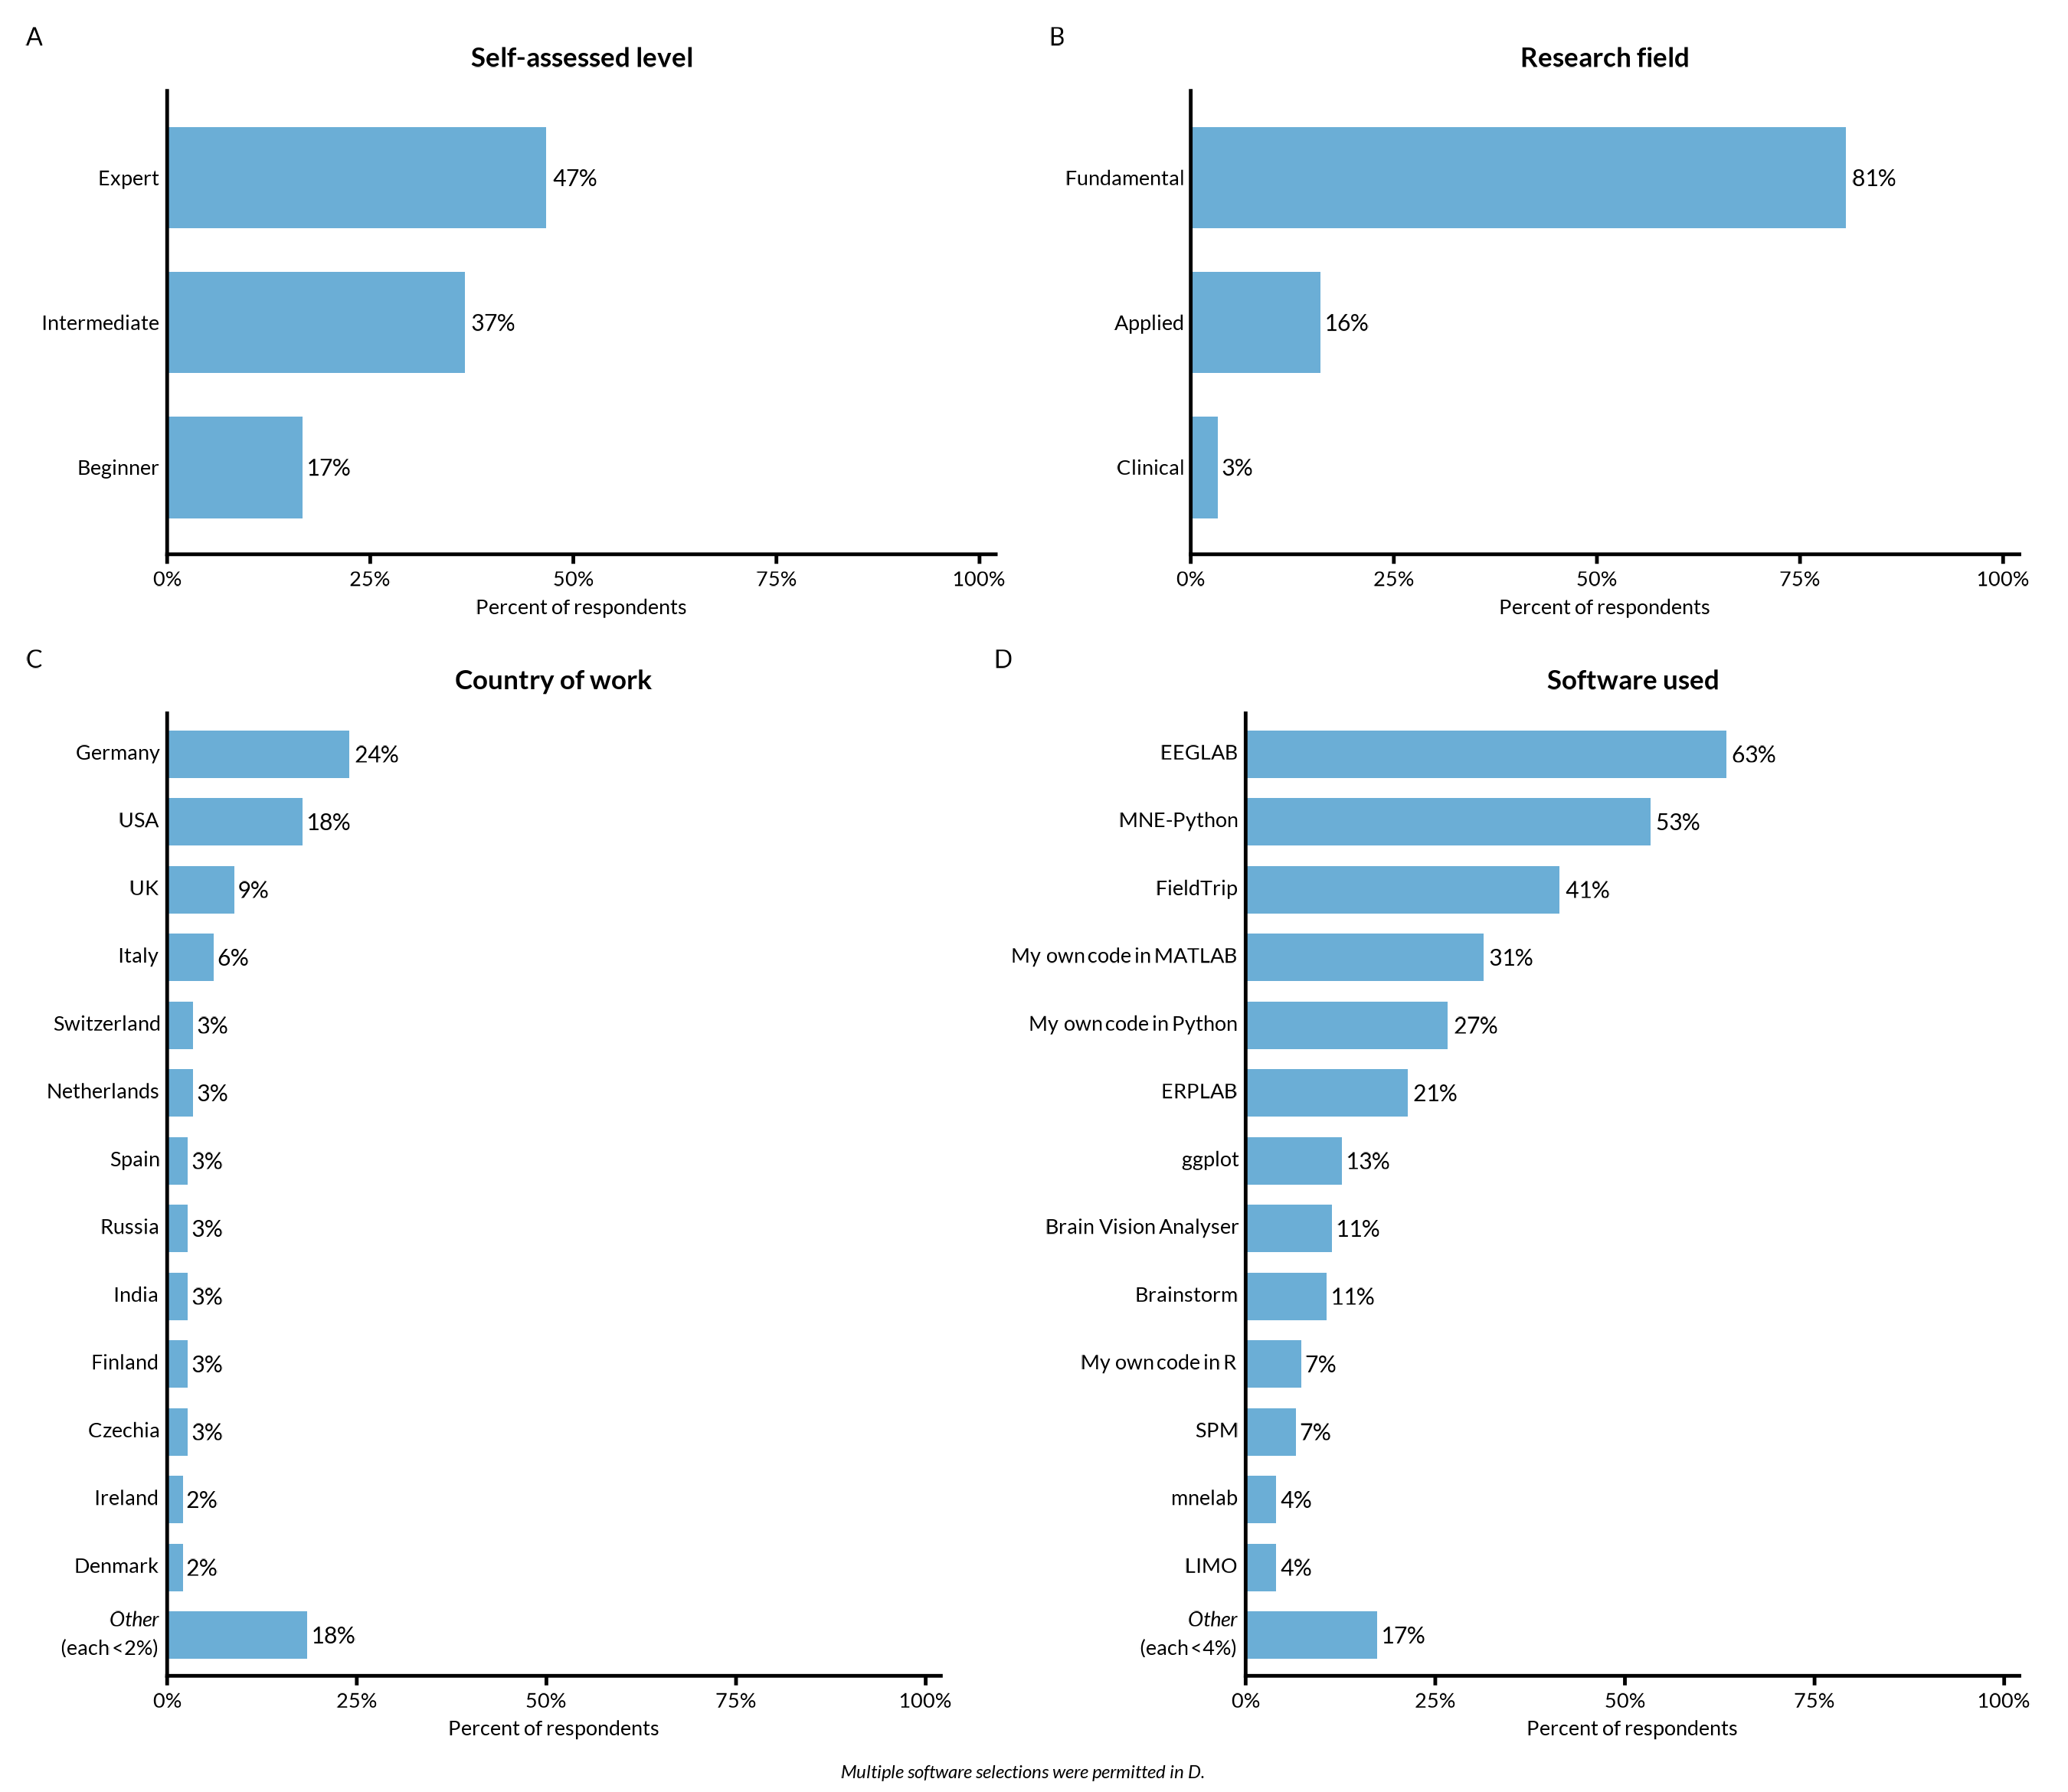 A
Self-assessed level
Expert
47%
Intermediate
37%
Beginner
17%
0% 25% 50% 75% 100%
Percent of respondents
B
Research field
Fundamental
81%
Applied
16%
Clinical
3%
0% 25% 50% 75% 100%
Percent of respondents
C
Country of work
Germany
24%
USA
18%
UK
9%
Italy
6%
Switzerland
3%
Netherlands
3%
Spain
3%
Russia
3%
India
3%
Finland
3%
Czechia
3%
Ireland
2%
Denmark
2%
Other
(each <2%)
18%
0% 25% 50% 75% 100%
Percent of respondents
D
Software used
EEGLAB
63%
MNE-Python
53%
FieldTrip
41%
My own code in MATLAB
31%
My own code in Python
27%
ERPLAB
21%
ggplot
13%
Brain Vision Analyser
11%
Brainstorm
11%
My own code in R
7%
SPM
7%
mnelab
4%
LIMO
4%
Other
(each <4%)
17%
0% 25% 50% 75% 100%
Percent of respondents
Multiple software selections were permitted in D.